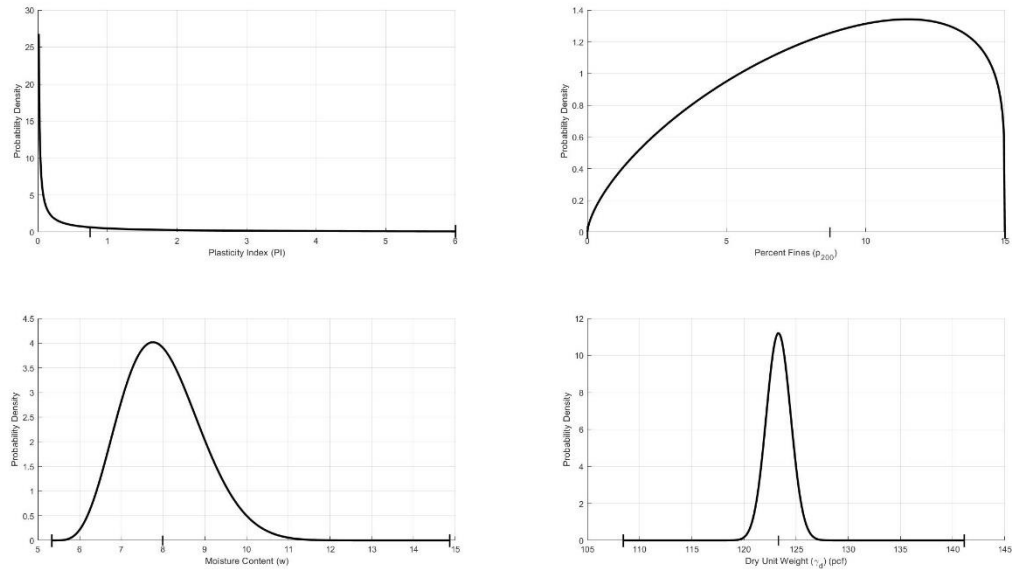 30
25
20
15
10
5
0
Probability Density
0 1 2 3 4 5 6
Plasticity Index (PI)
1.4
1.2
1
0.8
0.6
0.4
0.2
0
Probability Density
0 5 10 15
Percent Fines (p200)
4.5
4
3.5
3
2.5
2
1.5
1
0.5
0
Probability Density
5 6 7 8 9 10 11 12 13 14 15
Moisture Content (w)
12
10
8
6
4
2
0
Probability Density
105 110 115 120 125 130 135 140 145
Dry Unit Weight (γd) (pcf)